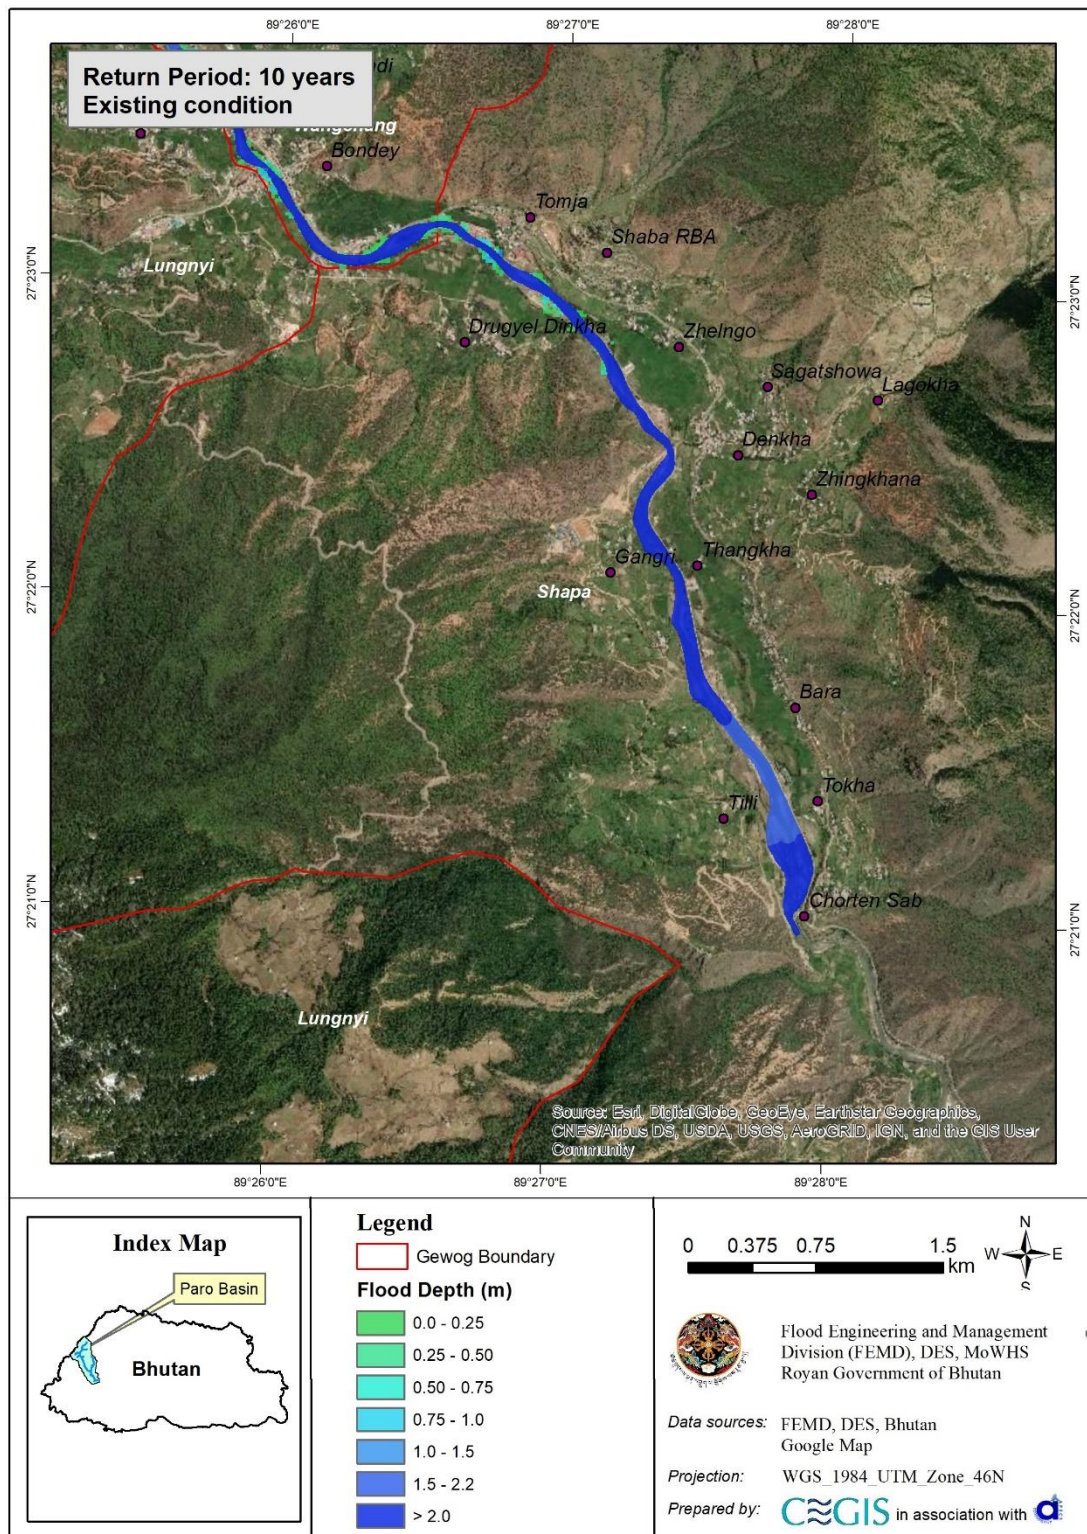 89°26'0"E
89°27'0"E
89°28'0"E
Return Period: 10 years
Existing condition
Bondey
Tomja
Shaba RBA
Lungnyi
27°23'0"N
27°23'0"N
Drugyel Dinkha
Zhelngo
Sagatshowa
Lagokha
Denkha
Zhingkhana
Gangri
Thangkha
Shapa
27°22'0"N
27°22'0"N
Bara
Tokha
Tilli
27°21'0"N
27°21'0"N
Chorten Sab
Lungnyi
Source: Esri, DigitalGlobe, GeoEye, Earthstar Geographics,
CNES/Airbus DS, USDA, USGS, AeroGRID, IGN, and the GIS User
Community
89°26'0"E
89°27'0"E
89°28'0"E
Index Map
Paro Basin
Bhutan
Legend
Gewog Boundary
Flood Depth (m)
0.0 - 0.25
0.25 - 0.50
0.50 - 0.75
0.75 - 1.0
1.0 - 1.5
1.5 - 2.2
> 2.0
0 0.375 0.75 1.5
km
N
W E
S
Flood Engineering and Management
Division (FEMD), DES, MoWHS
Royan Government of Bhutan
Data sources: FEMD, DES, Bhutan
Google Map
Projection: WGS_1984_UTM_Zone_46N
Prepared by: CEGIS in association with